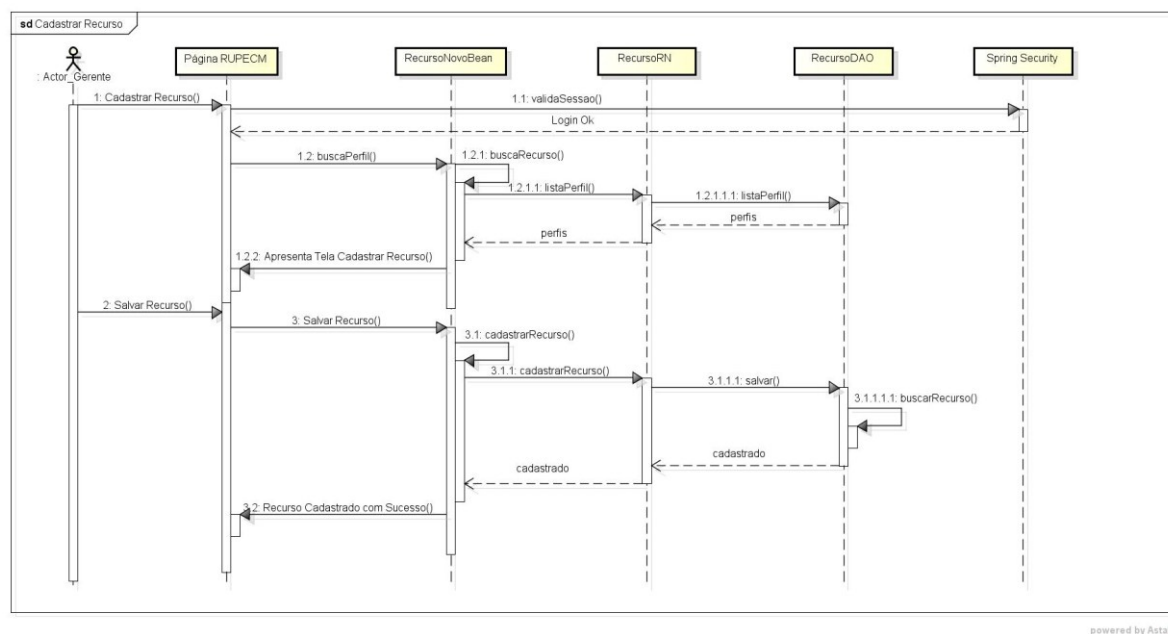 sd Cadastrar Recurso
: Actor_Gerente
Página RUPECM
RecursoNovoBean
RecursoRN
RecursoDAO
Spring Security
1: Cadastrar Recurso()
1.1: validaSessao()
Login Ok
1.2: buscaPerfil()
1.2.1: buscaRecurso()
1.2.1.1: listaPerfil()
1.2.1.1.1: listaPerfil()
perfis
perfis
1.2.2: Apresenta Tela Cadastrar Recurso()
2: Salvar Recurso()
3: Salvar Recurso()
3.1: cadastrarRecurso()
3.1.1: cadastrarRecurso()
3.1.1.1: salvar()
3.1.1.1.1: buscarRecurso()
cadastrado
cadastrado
3.2: Recurso Cadastrado com Sucesso()
powered by Asta